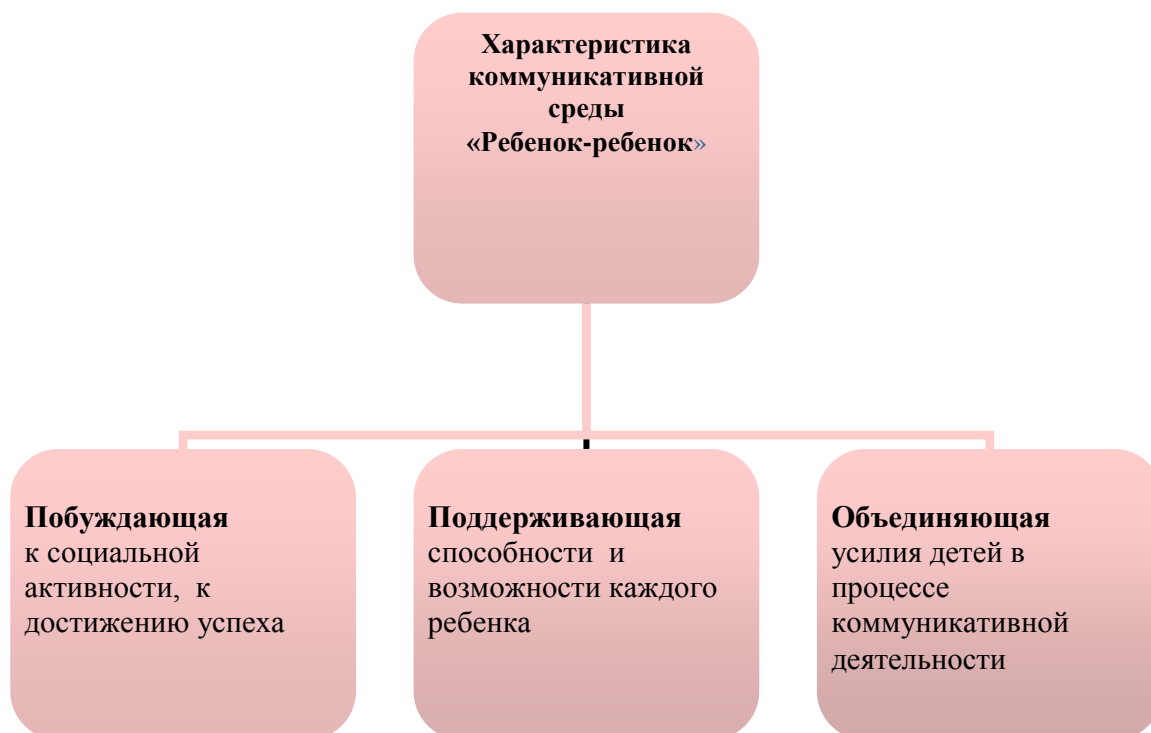 Характеристика
коммуникативной
среды
«Ребенок-ребенок»
Побуждающая
к социальной
активности, к
достижению успеха
Поддерживающая
способности и
возможности каждого
ребенка
Объединяющая
усилия детей в
процессе
коммуникативной
деятельности